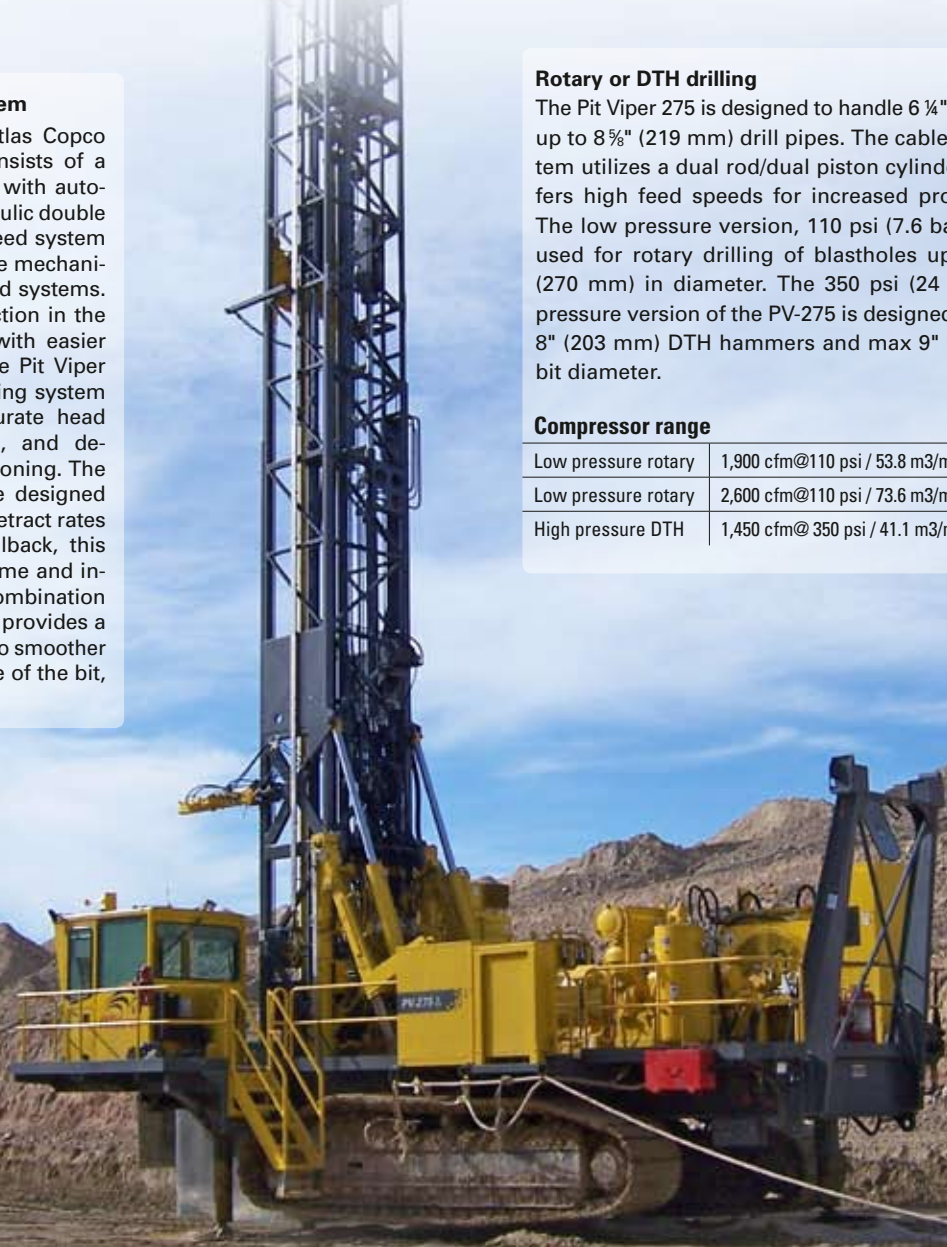 em
tlas Copco
nsists of a
with auto-
ulic double
eed system
e mechani-
d systems.
ction in the
with easier
e Pit Viper
ing system
urate head
, and de-
oning. The
e designed
etract rates
lback, this
me and in-
ombination
provides a
o smoother
e of the bit,
Rotary or DTH drilling
The Pit Viper 275 is designed to handle 6 ¼"
up to 8⅝" (219 mm) drill pipes. The cable
tem utilizes a dual rod/dual piston cylinde
fers high feed speeds for increased pro
The low pressure version, 110 psi (7.6 ba
used for rotary drilling of blastholes up
(270 mm) in diameter. The 350 psi (24
pressure version of the PV-275 is designed
8" (203 mm) DTH hammers and max 9"
bit diameter.
Compressor range
Low pressure rotary 1,900 cfm@110 psi / 53.8 m3/m
Low pressure rotary 2,600 cfm@110 psi / 73.6 m3/m
High pressure DTH 1,450 cfm@ 350 psi / 41.1 m3/m
PV-275